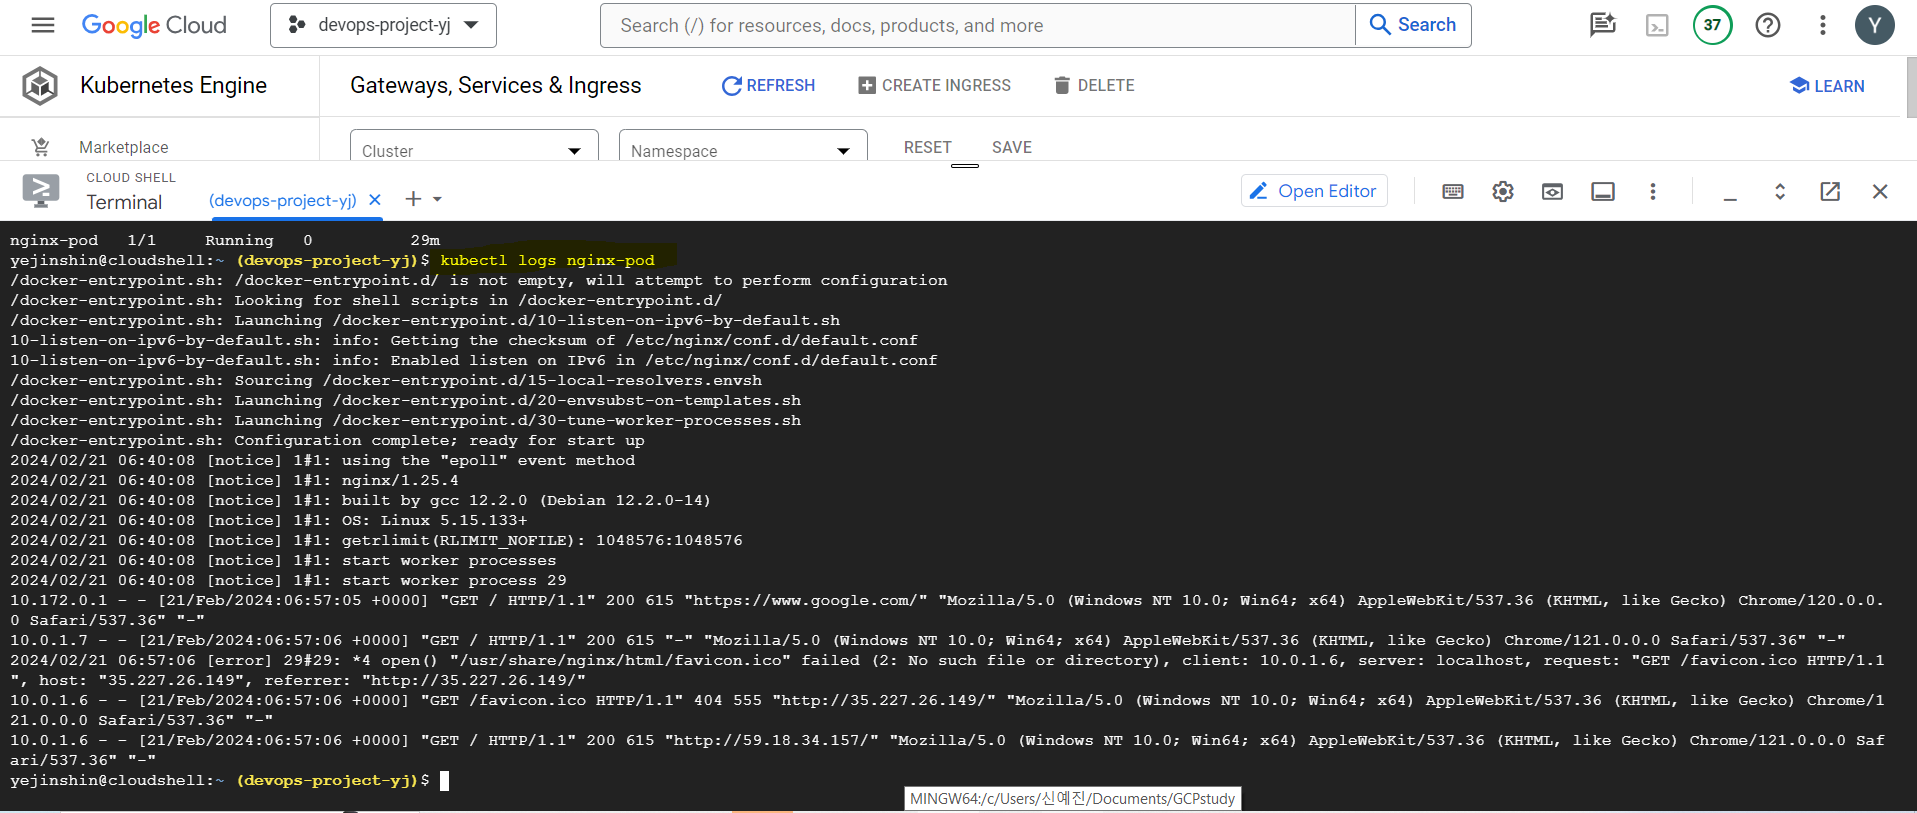 Google Cloud
devops-project-yj
Search (/) for resources, docs, products, and more
Search
37
Y
Kubernetes Engine
Gateways, Services & Ingress
REFRESH
CREATE INGRESS
DELETE
LEARN
Marketplace
Cluster
Namespace
RESET
SAVE
CLOUD SHELL
Terminal
(devops-project-yj)
Open Editor
nginx-pod   1/1     Running   0          29m
yejinshin@cloudshell:~ (devops-project-yj)$ kubectl logs nginx-pod
/docker-entrypoint.sh: /docker-entrypoint.d/ is not empty, will attempt to perform configuration
/docker-entrypoint.sh: Looking for shell scripts in /docker-entrypoint.d/
/docker-entrypoint.sh: Launching /docker-entrypoint.d/10-listen-on-ipv6-by-default.sh
10-listen-on-ipv6-by-default.sh: info: Getting the checksum of /etc/nginx/conf.d/default.conf
10-listen-on-ipv6-by-default.sh: info: Enabled listen on IPv6 in /etc/nginx/conf.d/default.conf
/docker-entrypoint.sh: Sourcing /docker-entrypoint.d/15-local-resolvers.envsh
/docker-entrypoint.sh: Launching /docker-entrypoint.d/20-envsubst-on-templates.sh
/docker-entrypoint.sh: Launching /docker-entrypoint.d/30-tune-worker-processes.sh
/docker-entrypoint.sh: Configuration complete; ready for start up
2024/02/21 06:40:08 [notice] 1#1: using the "epoll" event method
2024/02/21 06:40:08 [notice] 1#1: nginx/1.25.4
2024/02/21 06:40:08 [notice] 1#1: built by gcc 12.2.0 (Debian 12.2.0-14)
2024/02/21 06:40:08 [notice] 1#1: OS: Linux 5.15.133+
2024/02/21 06:40:08 [notice] 1#1: getrlimit(RLIMIT_NOFILE): 1048576:1048576
2024/02/21 06:40:08 [notice] 1#1: start worker processes
2024/02/21 06:40:08 [notice] 1#1: start worker process 29
10.172.0.1 - - [21/Feb/2024:06:57:05 +0000] "GET / HTTP/1.1" 200 615 "https://www.google.com/" "Mozilla/5.0 (Windows NT 10.0; Win64; x64) AppleWebKit/537.36 (KHTML, like Gecko) Chrome/120.0.0.
0 Safari/537.36" "-"
10.0.1.7 - - [21/Feb/2024:06:57:06 +0000] "GET / HTTP/1.1" 200 615 "-" "Mozilla/5.0 (Windows NT 10.0; Win64; x64) AppleWebKit/537.36 (KHTML, like Gecko) Chrome/121.0.0.0 Safari/537.36" "-"
2024/02/21 06:57:06 [error] 29#29: *4 open() "/usr/share/nginx/html/favicon.ico" failed (2: No such file or directory), client: 10.0.1.6, server: localhost, request: "GET /favicon.ico HTTP/1.1
", host: "35.227.26.149", referrer: "http://35.227.26.149/"
10.0.1.6 - - [21/Feb/2024:06:57:06 +0000] "GET /favicon.ico HTTP/1.1" 404 555 "http://35.227.26.149/" "Mozilla/5.0 (Windows NT 10.0; Win64; x64) AppleWebKit/537.36 (KHTML, like Gecko) Chrome/1
21.0.0.0 Safari/537.36" "-"
10.0.1.6 - - [21/Feb/2024:06:57:06 +0000] "GET / HTTP/1.1" 200 615 "http://59.18.34.157/" "Mozilla/5.0 (Windows NT 10.0; Win64; x64) AppleWebKit/537.36 (KHTML, like Gecko) Chrome/121.0.0.0 Saf
ari/537.36" "-"
yejinshin@cloudshell:~ (devops-project-yj)$
MINGW64:/c/Users/신예진/Documents/GCPstudy